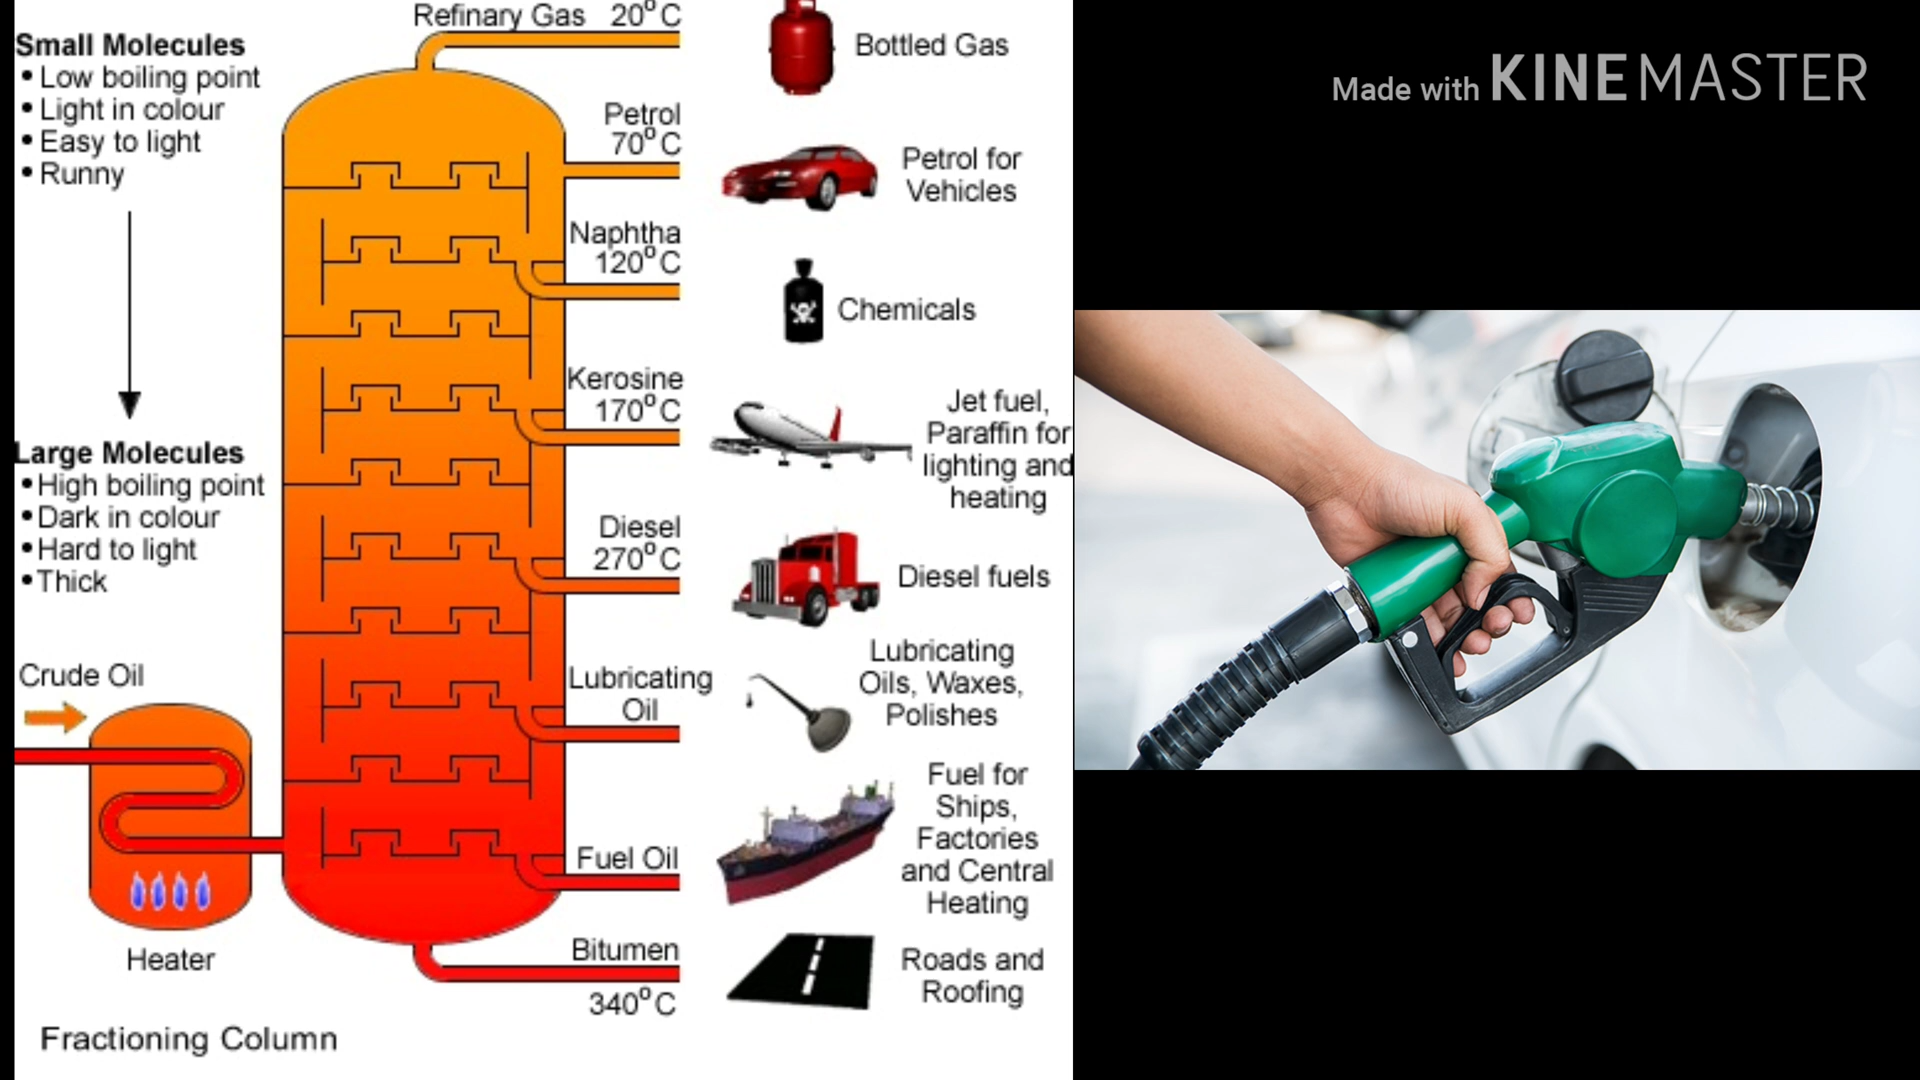 Refinary Gas 20°C
Small Molecules
• Low boiling point
• Light in colour
• Easy to light
• Runny
Large Molecules
• High boiling point
• Dark in colour
• Hard to light
• Thick
Crude Oil
Heater
Fractioning Column
Petrol
70°C
Naphtha
120°C
Kerosine
170°C
Diesel
270°C
Lubricating
Oil
Fuel Oil
Bitumen
340°C
Bottled Gas
Petrol for
Vehicles
Chemicals
Jet fuel,
Paraffin for
lighting and
heating
Diesel fuels
Lubricating
Oils, Waxes,
Polishes
Fuel for
Ships,
Factories
and Central
Heating
Roads and
Roofing
Made with KINEMASTER